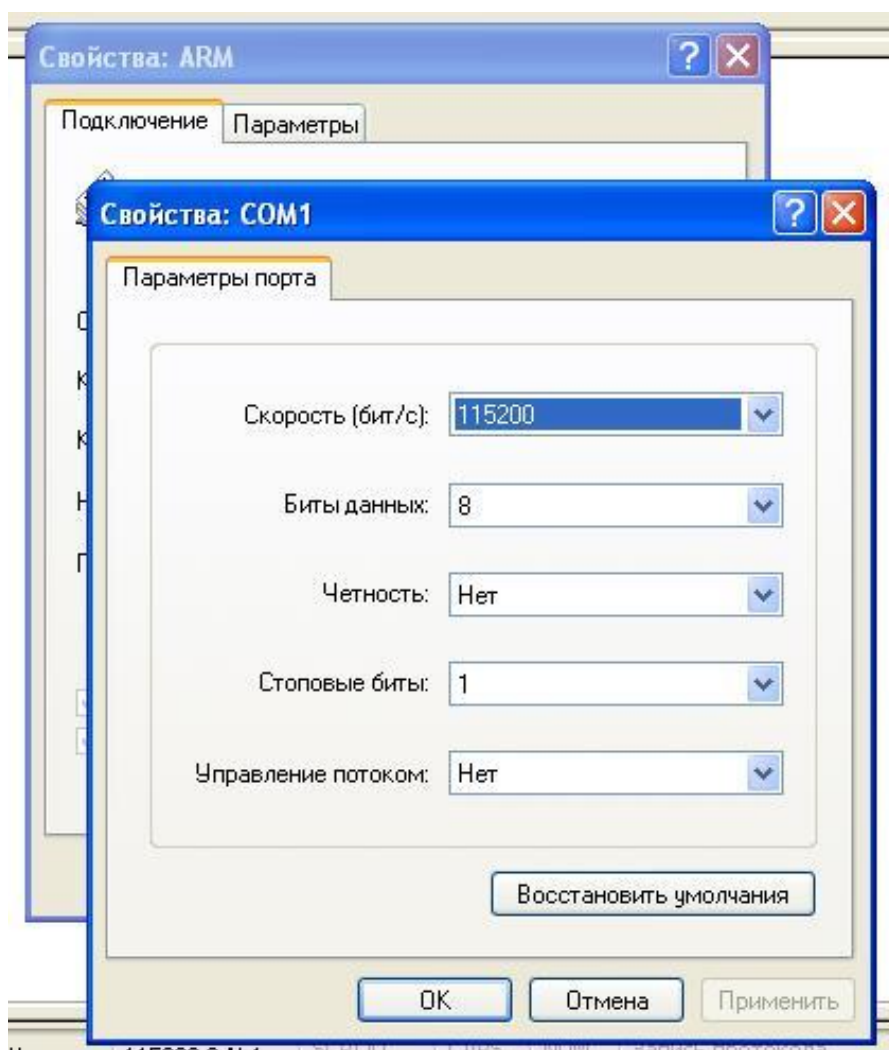 Свойства: ARM
Подключение Параметры
Свойства: COM1
Параметры порта
Скорость (бит/с): 115200
Биты данных: 8
Четность: Нет
Стоповые биты: 1
Управление потоком: Нет
Восстановить умолчания
OK Отмена Применить